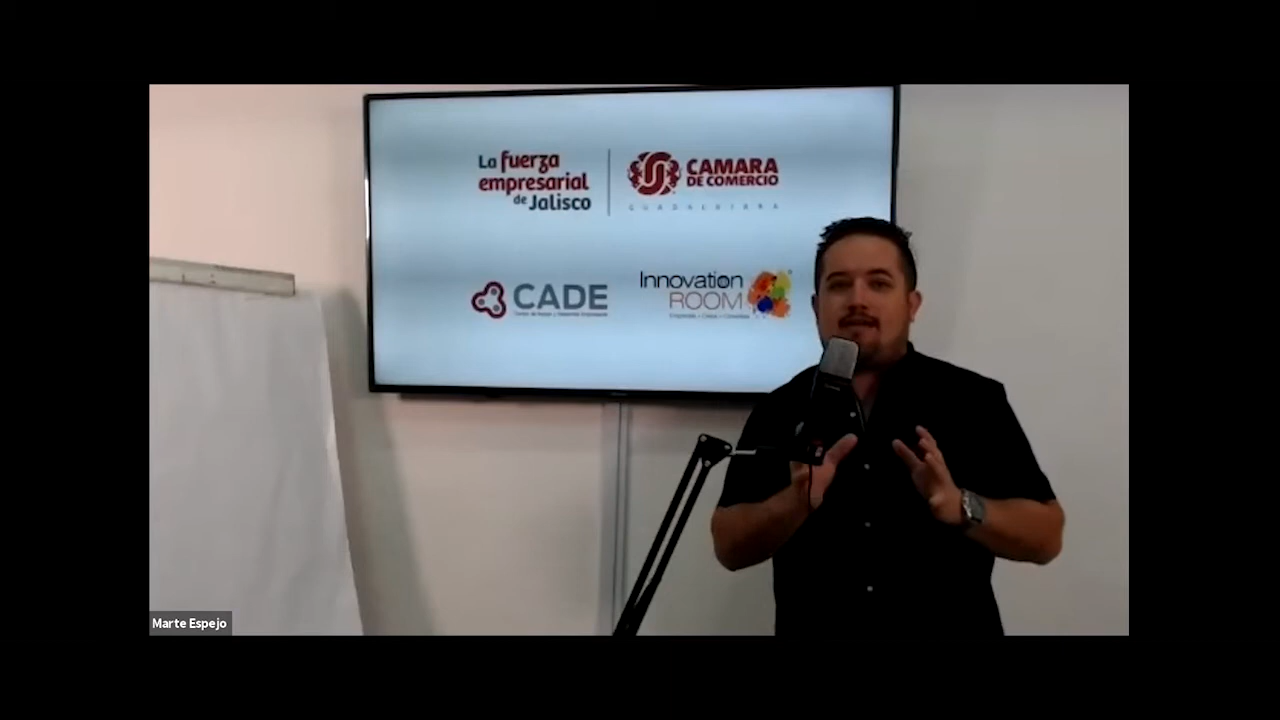 La fuerza
empresarial
de Jalisco
CAMARA
DE COMERCIO
GUADALAJARA
CADE
Innovation
ROOM
Marte Espejo